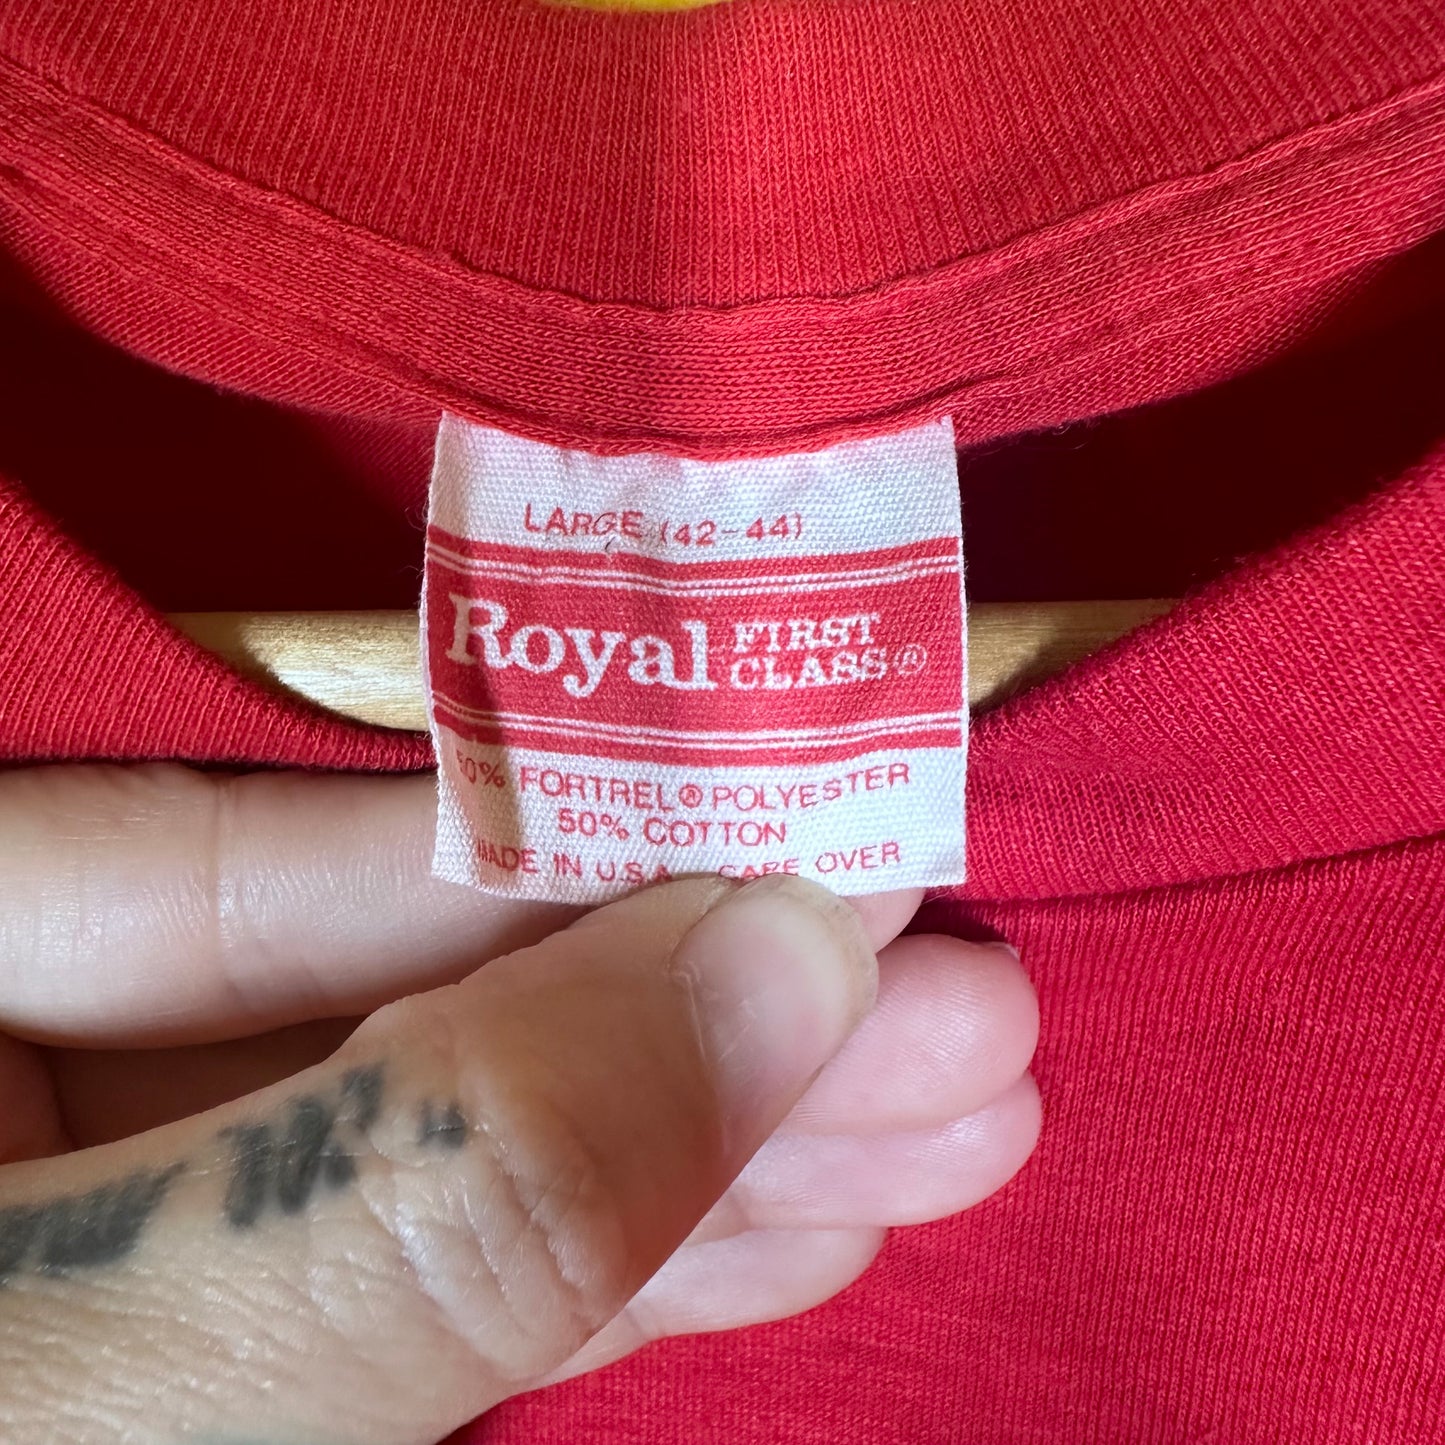 LARGE (42-44)
Royal FIRST CLASS®
50% FORTREL® POLYESTER
50% COTTON
MADE IN U.S.A. CARE OVER